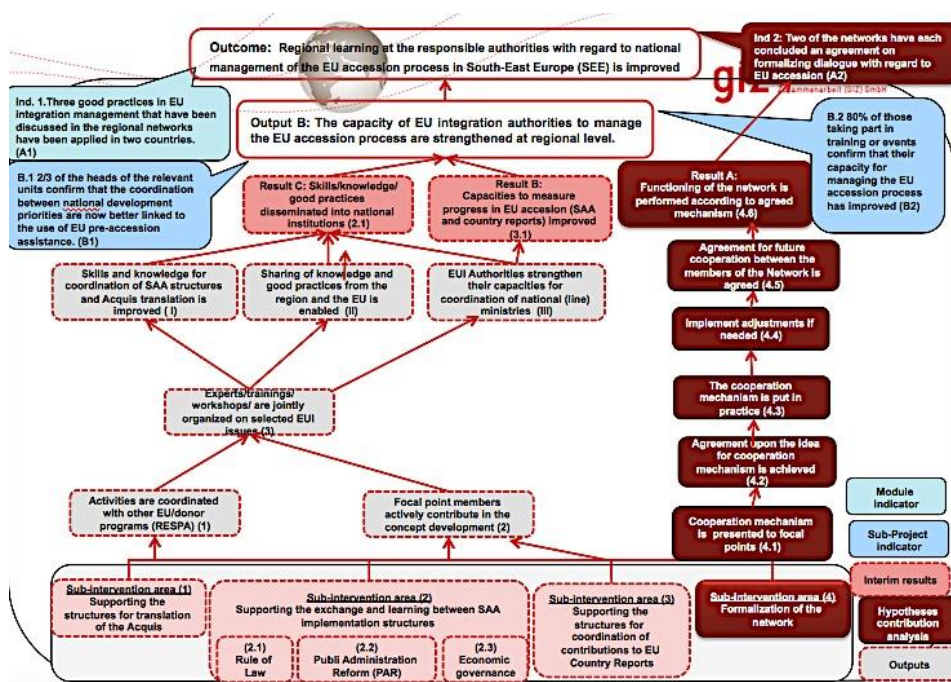 Outcome: Regional learning at the responsible authorities with regard to national
management of the EU accession process in South-East Europe (SEE) is improved
Ind 2: Two of the networks have each
concluded an agreement on
formalizing dialogue with regard to
EU accession (A2)
giz
Zusammenarbeit (GIZ) GmbH
Ind. 1.Three good practices in EU
integration management that have been
discussed in the regional networks
have been applied in two countries.
(A1)
Output B: The capacity of EU integration authorities to manage
the EU accession process are strengthened at regional level.
B.2 80% of those
taking part in
training or events
confirm that their
capacity for
managing the EU
accession process
has improved (B2)
B.1 2/3 of the heads of the relevant
units confirm that the coordination
between national development
priorities are now better linked to
the use of EU pre-accession
assistance. (B1)
Result C: Skills/knowledge/
good practices
disseminated into national
institutions (2.1)
Result B:
Capacities to measure
progress in EU accesion (SAA
and country reports) improved
(3.1)
Result A:
Functioning of the network is
performed according to agreed
mechanism (4.6)
Skills and knowledge for
coordination of SAA structures
and Acquis translation is
improved ( I)
Sharing of knowledge and
good practices from the
region and the EU is
enabled (II)
EUI Authorities strengthen
their capacities for
coordination of national (line)
ministries (III)
Agreement for future
cooperation between the
members of the Network is
agreed (4.5)
Implement adjustments if
needed (4.4)
Experts/trainings/
workshops/ are jointly
organized on selected EUI
issues (3)
The cooperation
mechanism is put in
practice (4.3)
Agreement upon the idea
for cooperation
mechanism is achieved
(4.2)
Activities are coordinated
with other EU/donor
programs (RESPA) (1)
Focal point members
actively contribute in the
concept development (2)
Cooperation mechanism
is presented to focal
points (4.1)
Module
indicator
Sub-Project
indicator
Interim results
Hypotheses
contribution
analysis
Outputs
Sub-intervention area (1)
Supporting the
structures for translation
of the Acquis
Sub-intervention area (2)
Supporting the exchange and learning between SAA
implementation structures
(2.1)
Rule of
Law
(2.2)
Publi Administration
Reform (PAR)
(2.3)
Economic
governance
Sub-intervention area (3)
Supporting the
structures for
coordination of
contributions to EU
Country Reports
Sub-intervention area (4)
Formalization of the
network